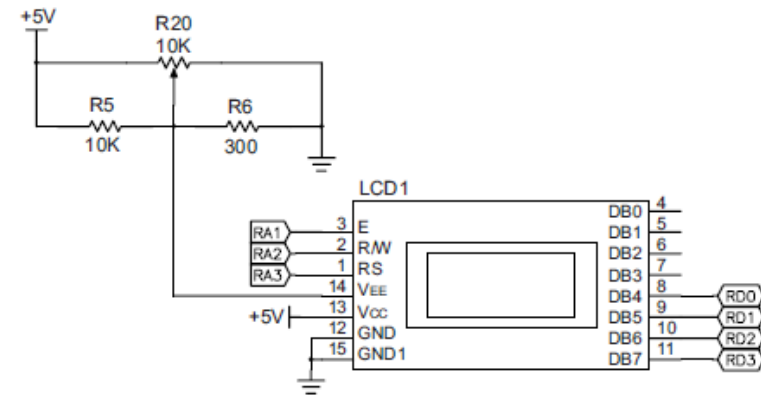 +5V
R20
10K
R5
10K
R6
300
LCD1
RA1
3
E
RA2
2
R/W
RA3
1
RS
14
VEE
+5V
13
Vcc
12
GND
15
GND1
DB0
4
DB1
5
DB2
6
DB3
7
DB4
8
RD0
DB5
9
RD1
DB6
10
RD2
DB7
11
RD3